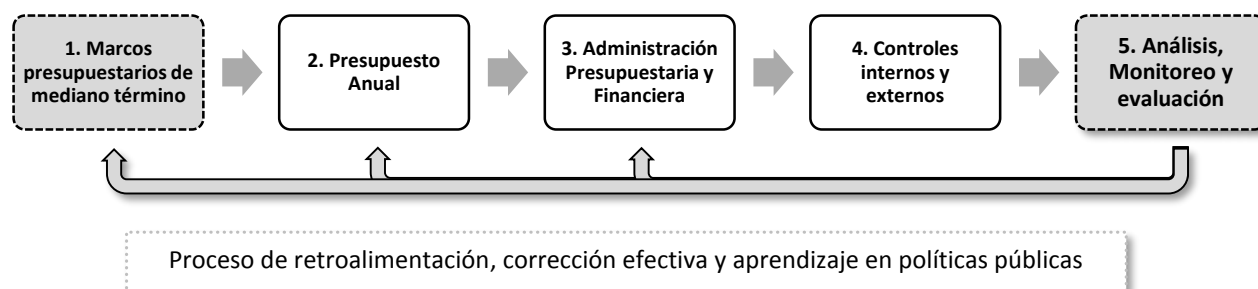 1. Marcos
presupuestarios de
mediano término
2. Presupuesto
Anual
3. Administración
Presupuestaria y
Financiera
4. Controles
internos y
externos
5. Análisis,
Monitoreo y
evaluación
Proceso de retroalimentación, corrección efectiva y aprendizaje en políticas públicas